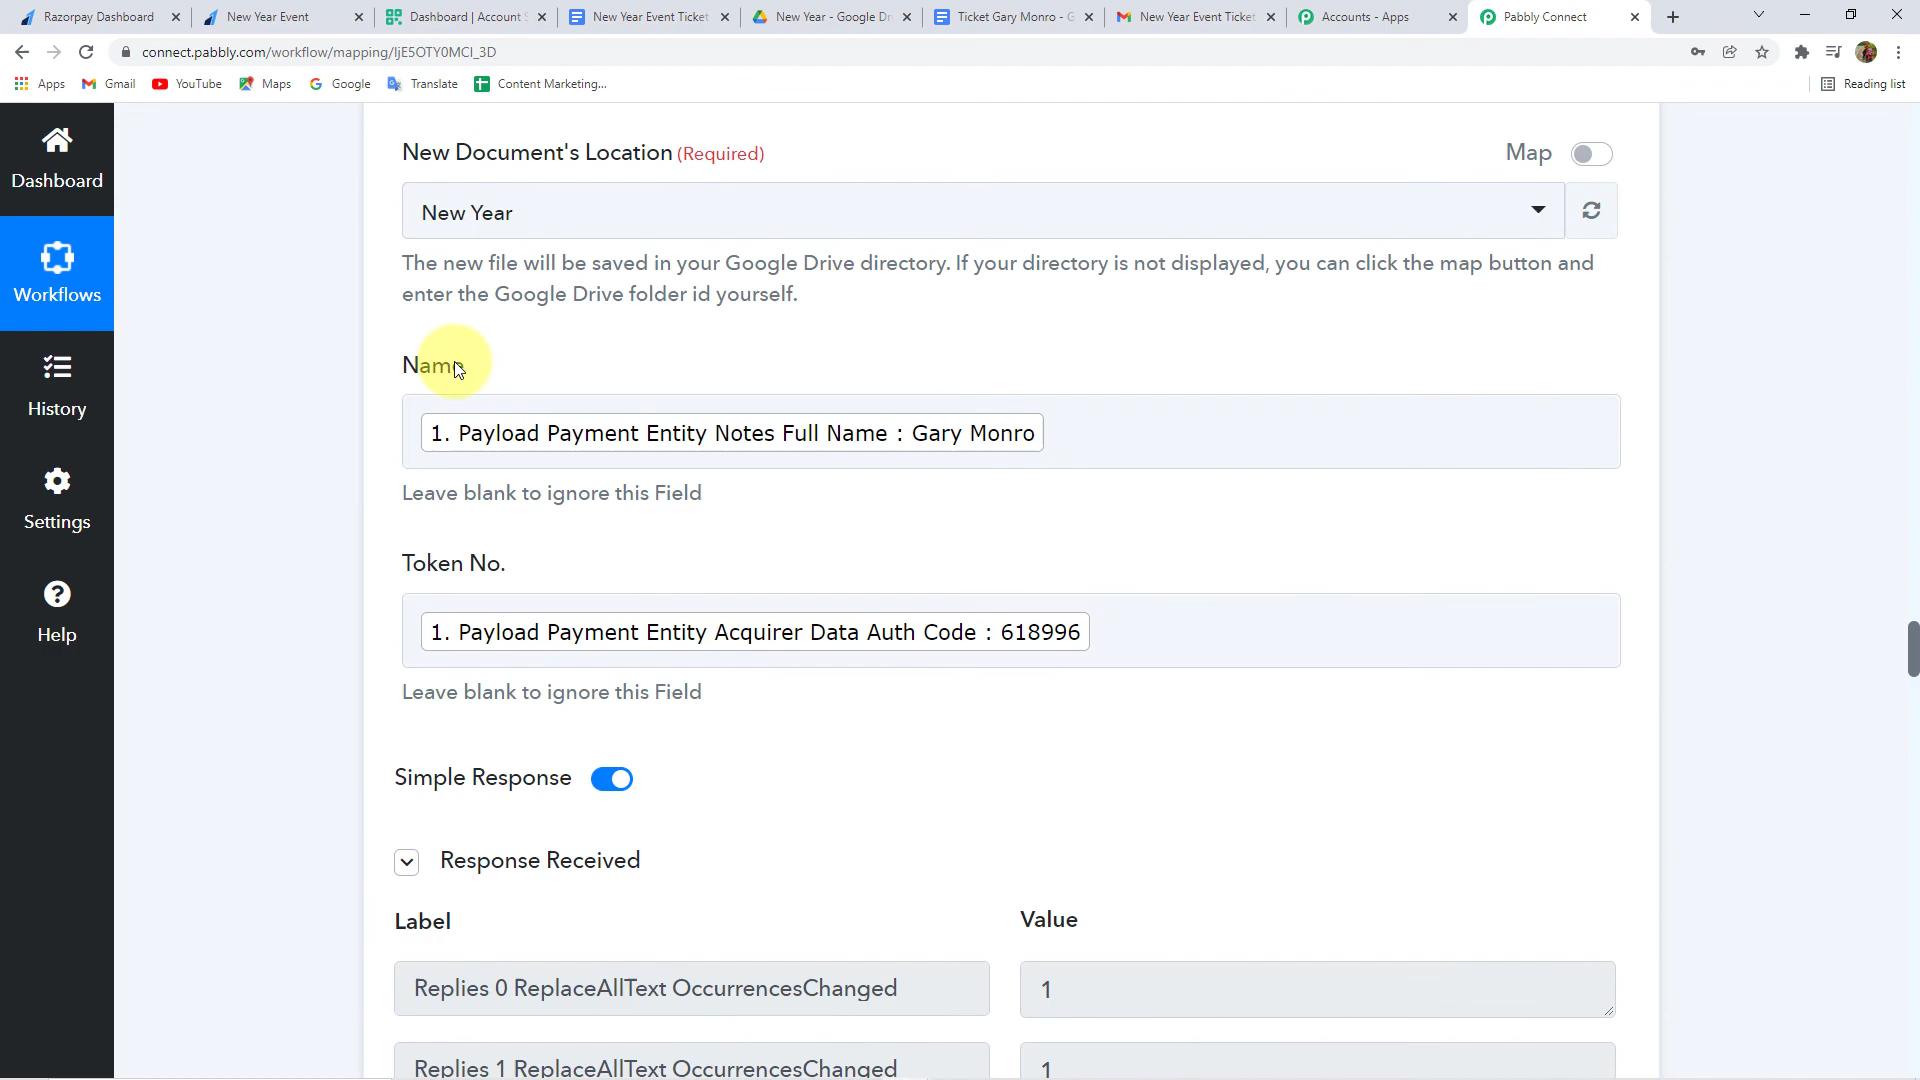 Razorpay Dashboard
New Year Event
Dashboard | Account S
New Year Event Ticket
New Year - Google Dr
Ticket Gary Monro - G
New Year Event Ticket
Accounts - Apps
Pabbly Connect
connect.pabbly.com/workflow/mapping/IjE5OTY0MCI_3D
Apps
Gmail
YouTube
Maps
Google
Translate
Content Marketing...
Reading list
Dashboard
Workflows
History
Settings
Help
New Document's Location (Required)
Map
New Year
The new file will be saved in your Google Drive directory. If your directory is not displayed, you can click the map button and
enter the Google Drive folder id yourself.
Name
1. Payload Payment Entity Notes Full Name : Gary Monro
Leave blank to ignore this Field
Token No.
1. Payload Payment Entity Acquirer Data Auth Code : 618996
Leave blank to ignore this Field
Simple Response
Response Received
Label
Value
Replies 0 ReplaceAllText OccurrencesChanged
1
Replies 1 ReplaceAllText OccurrencesChanged
1